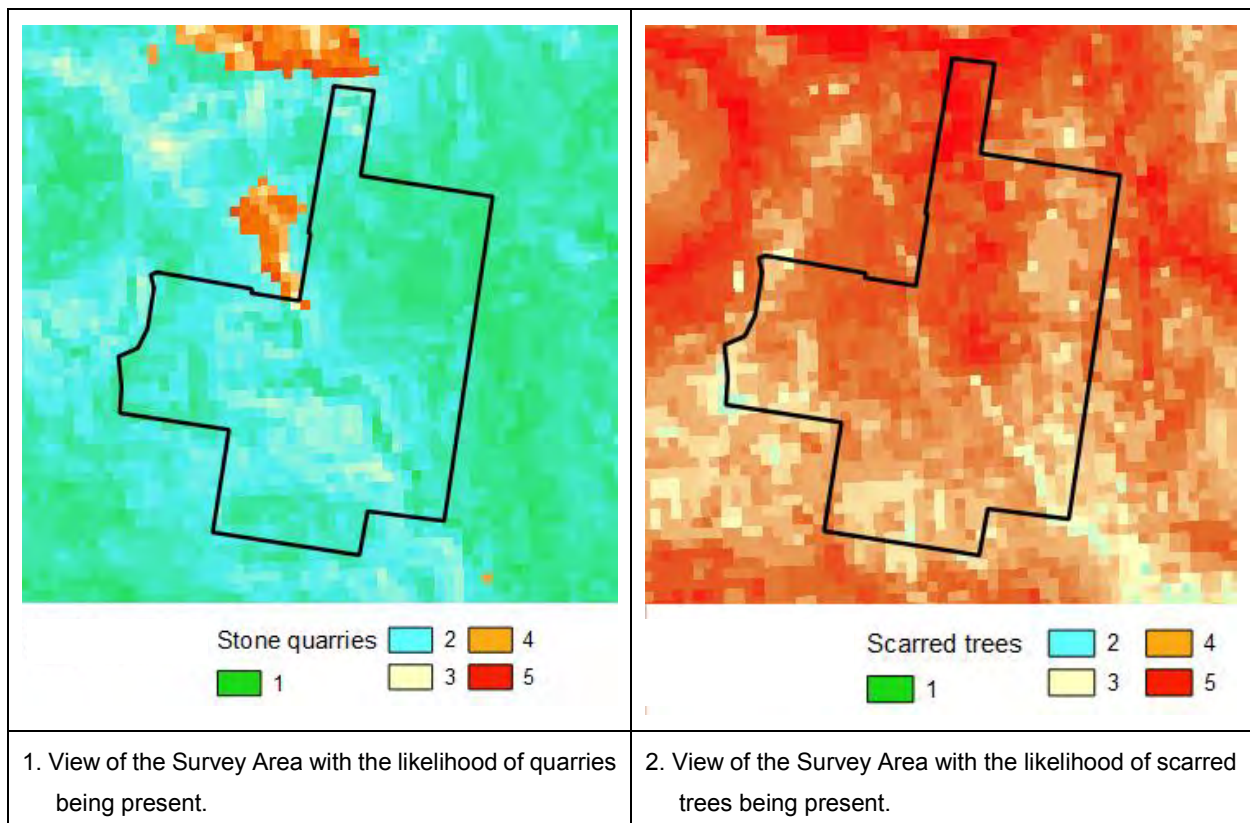 Stone quarries 2 4
1 3 5
Scarred trees 2 4
1 3 5
1. View of the Survey Area with the likelihood of quarries
being present.
2. View of the Survey Area with the likelihood of scarred
trees being present.